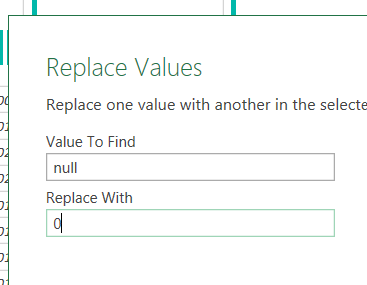 Replace Values
Replace one value with another in the selecte
Value To Find
null
Replace With
0